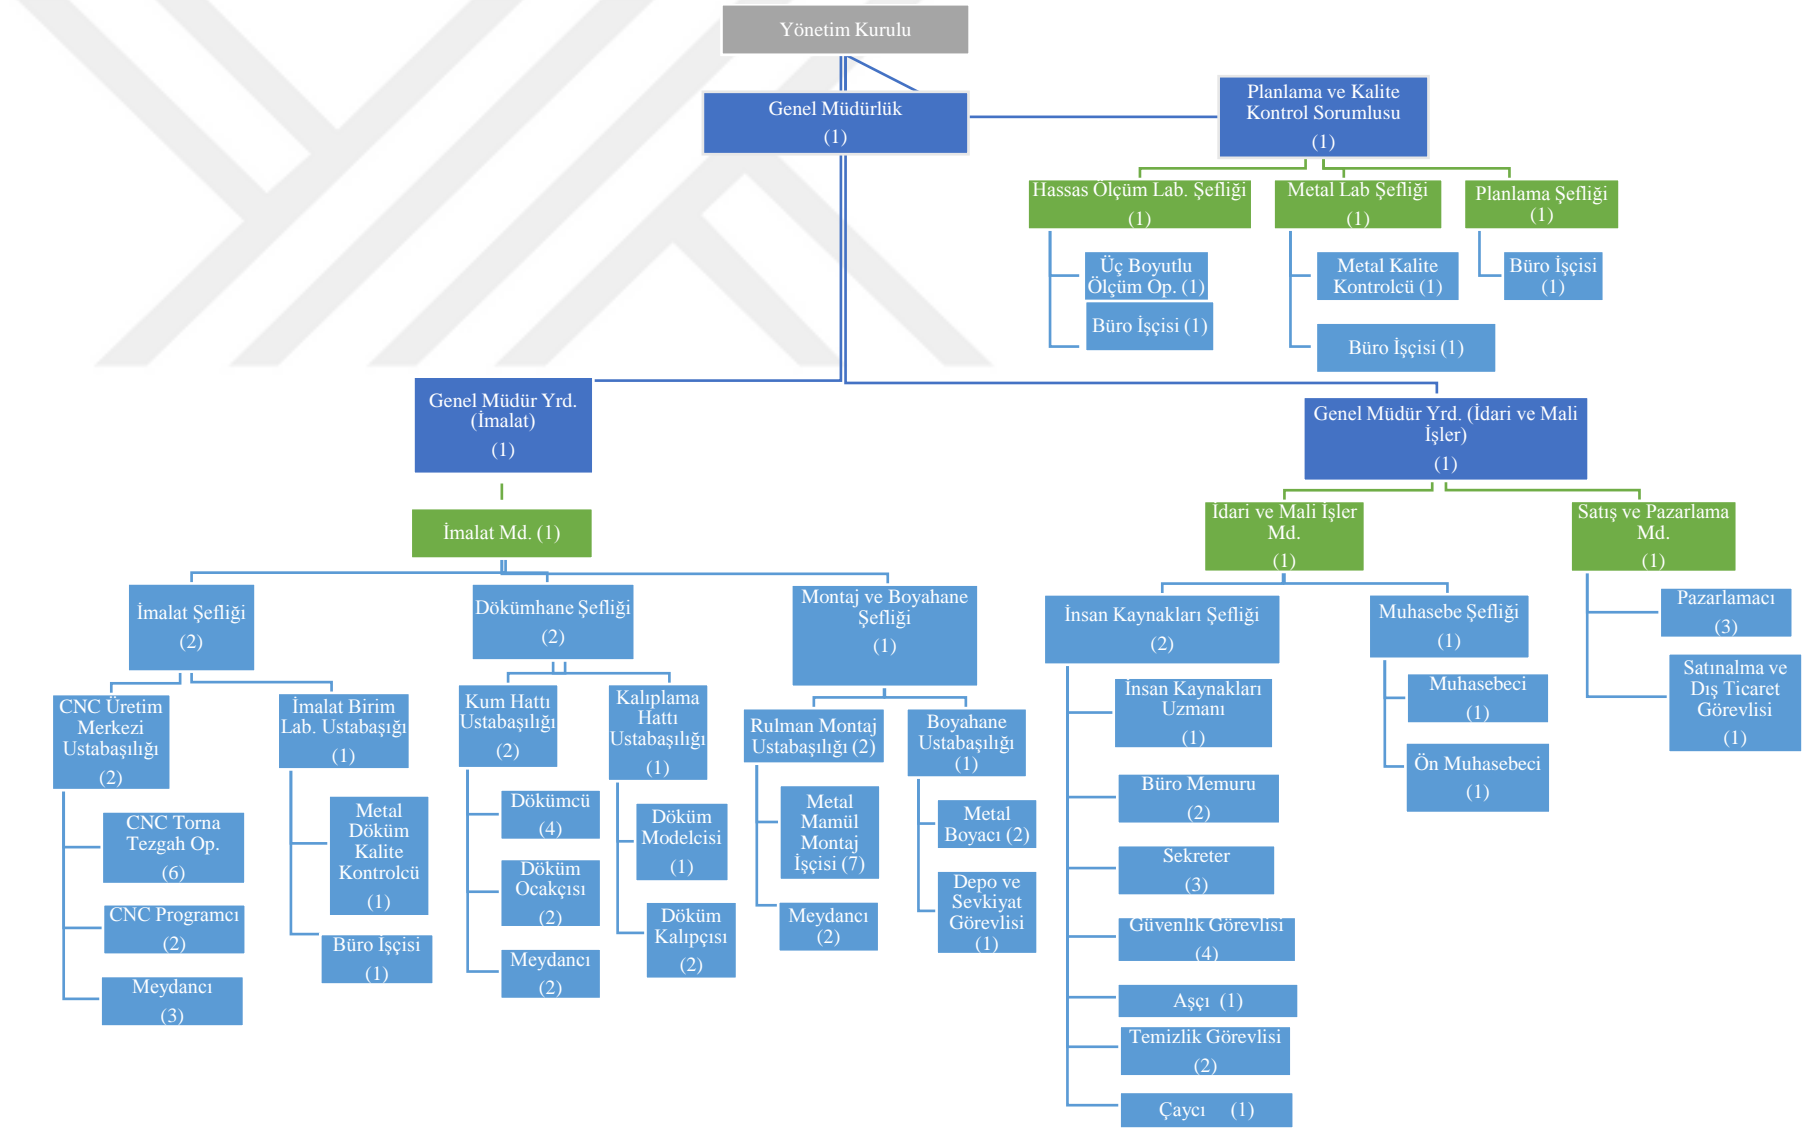 Yönetim Kurulu
Genel Müdürlük
(1)
Planlama ve Kalite
Kontrol Sorumlusu
(1)
Hassas Ölçüm Lab. Şefliği
(1)
Metal Lab Şefliği
(1)
Planlama Şefliği
(1)
Üç Boyutlu
Ölçüm Op. (1)
Büro İşçisi (1)
Metal Kalite
Kontrolcü (1)
Büro İşçisi (1)
Büro İşçisi
(1)
Genel Müdür Yrd.
(İmalat)
(1)
Genel Müdür Yrd. (İdari ve Mali
İşler)
(1)
İmalat Md. (1)
İdari ve Mali İşler
Md.
(1)
Satış ve Pazarlama
Md.
(1)
İmalat Şefliği
(2)
Dökümhane Şefliği
(2)
Montaj ve Boyahane
Şefliği
(1)
İnsan Kaynakları Şefliği
(2)
Muhasebe Şefliği
(1)
Pazarlamacı
(3)
Satınalma ve
Dış Ticaret
Görevlisi
(1)
CNC Üretim
Merkezi
Ustabaşılığı
(2)
İmalat Birim
Lab. Ustabaşığı
(1)
Kum Hattı
Ustabaşılığı
(2)
Kalıplama
Hattı
Ustabaşılığı
(1)
Rulman Montaj
Ustabaşılığı (2)
Boyahane
Ustabaşılığı
(1)
İnsan Kaynakları
Uzmanı
(1)
Muhasebeci
(1)
Ön Muhasebeci
(1)
CNC Torna
Tezgah Op.
(6)
CNC Programcı
(2)
Meydancı
(3)
Metal
Döküm
Kalite
Kontrolcü
(1)
Büro İşçisi
(1)
Dökümcü
(4)
Döküm
Ocakçısı
(2)
Meydancı
(2)
Döküm
Modelcisi
(1)
Döküm
Kalıpçısı
(2)
Metal
Mamül
Montaj
İşçisi (7)
Meydancı
(2)
Metal
Boyacı (2)
Depo ve
Sevkiyat
Görevlisi
(1)
Büro Memuru
(2)
Sekreter
(3)
Güvenlik Görevlisi
(4)
Aşçı (1)
Temizlik Görevlisi
(2)
Çaycı (1)